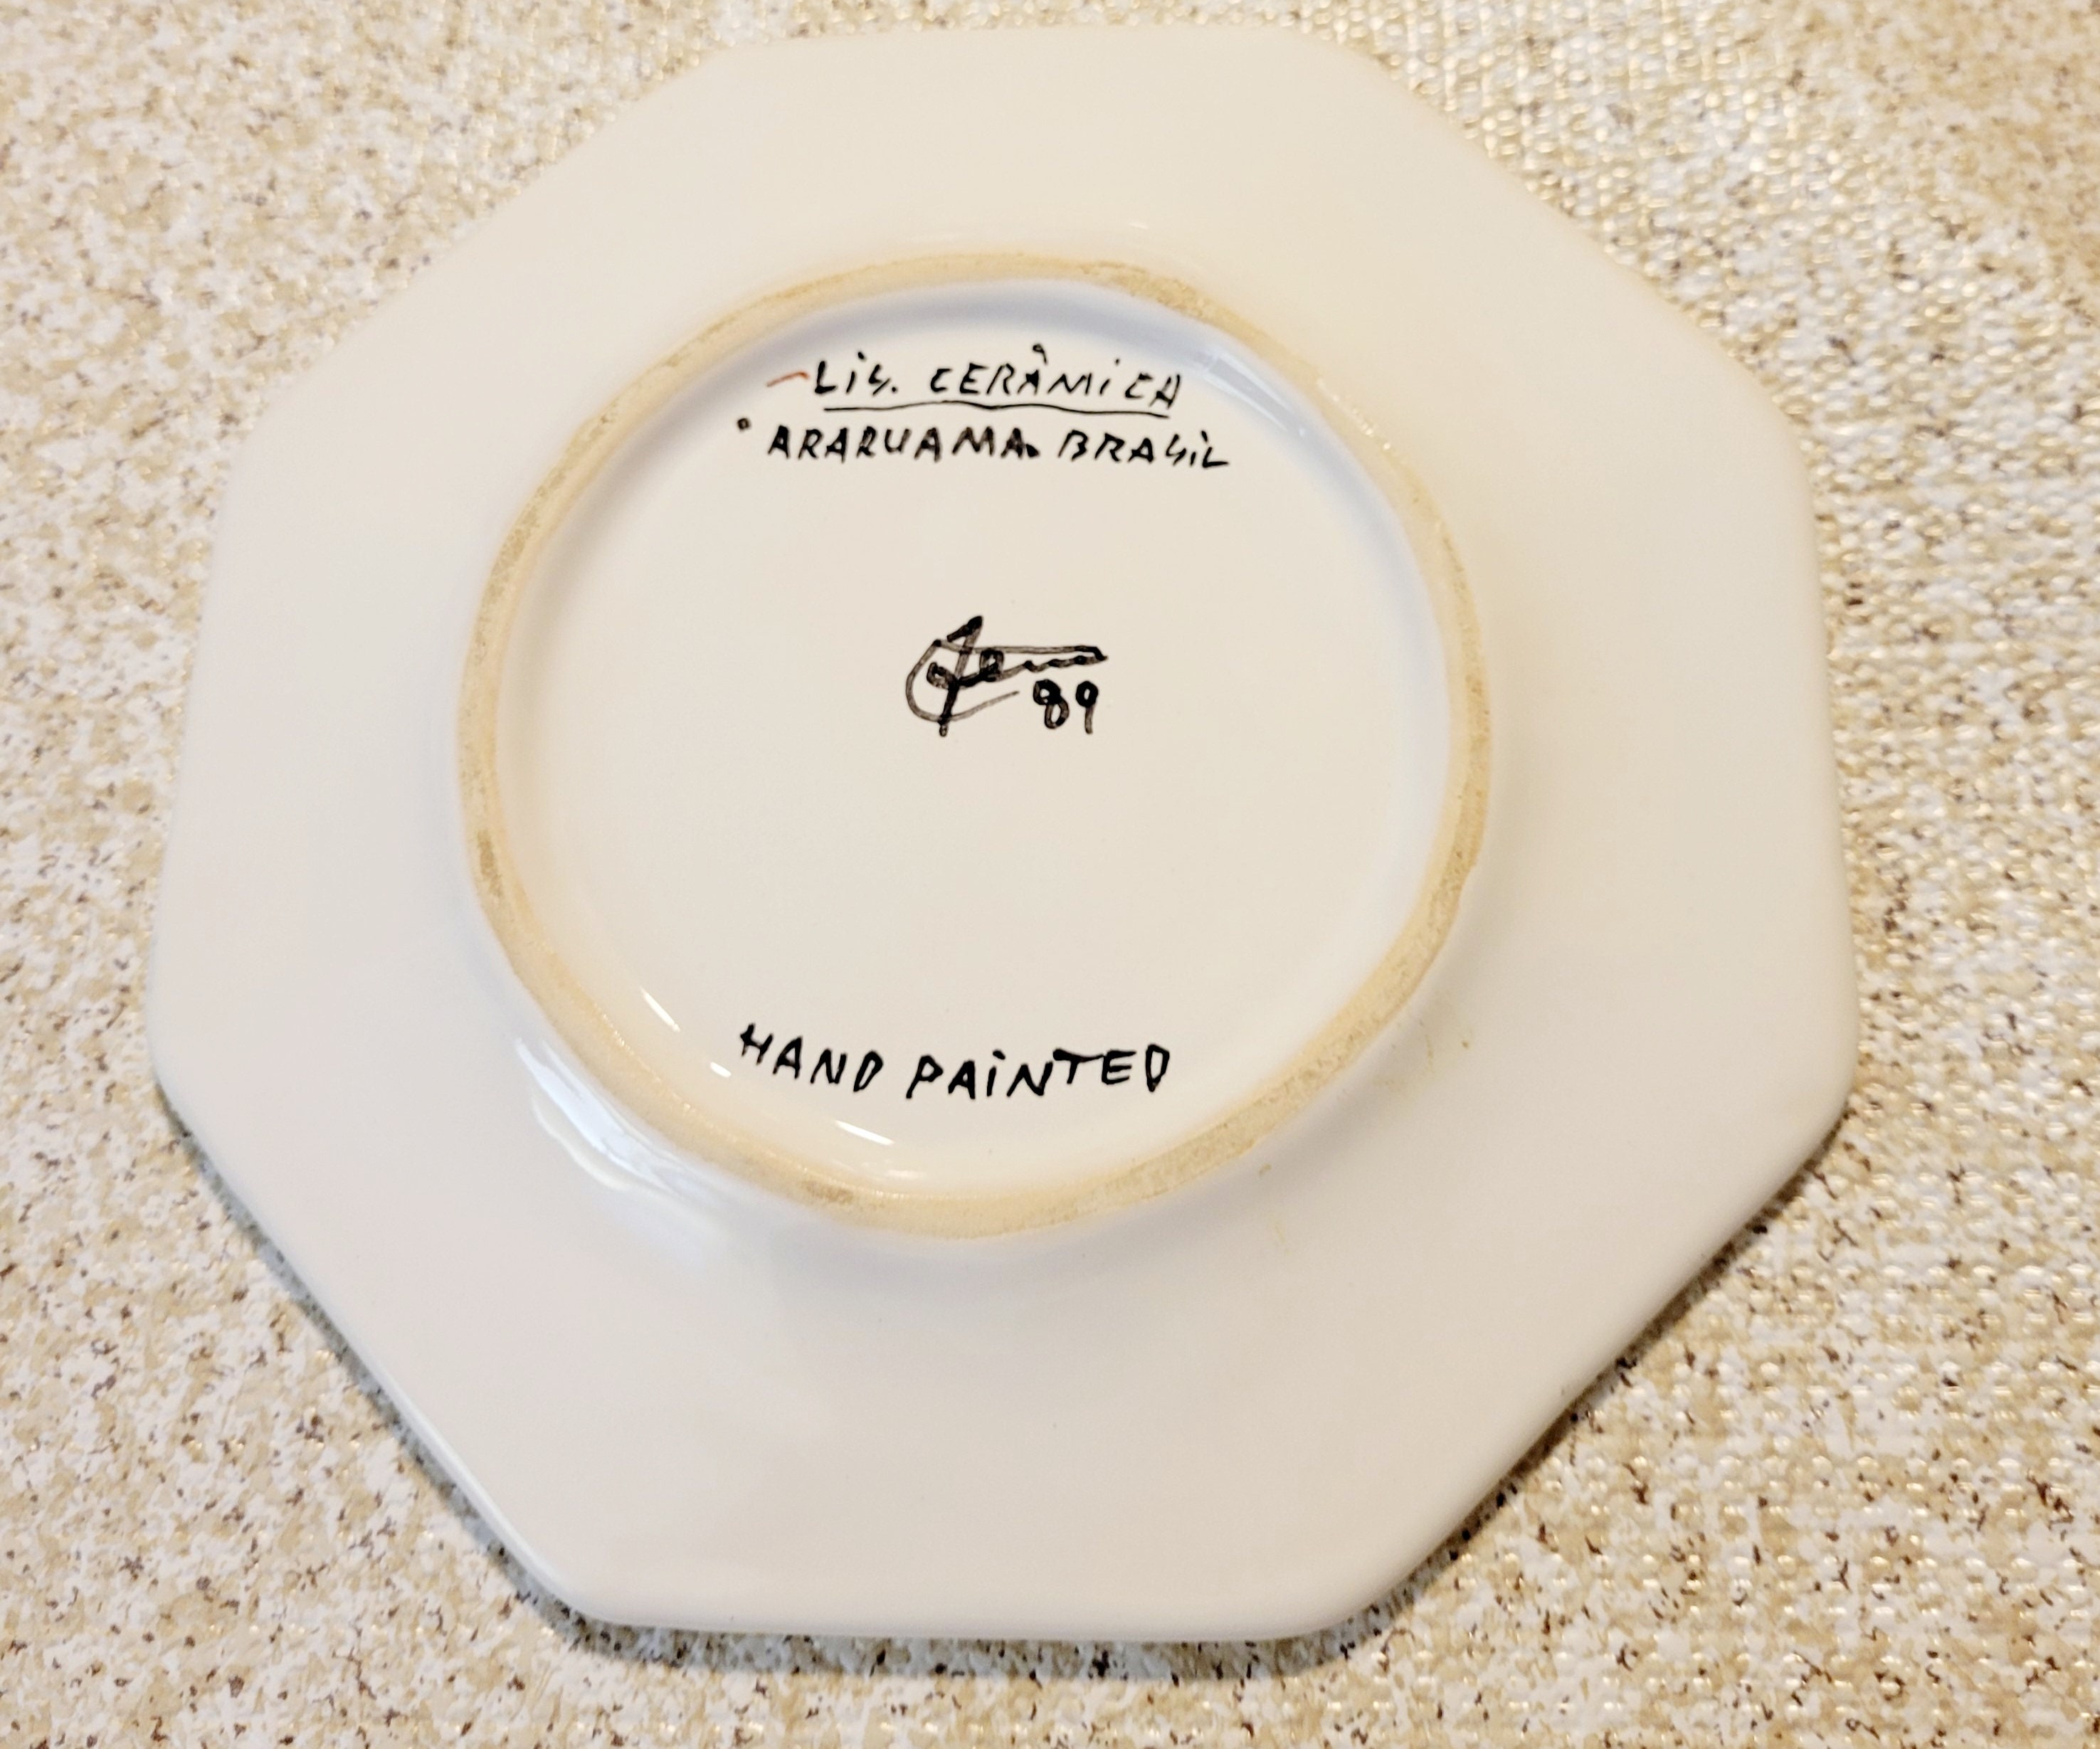 Lis. CERÂMICA
ARARUAMA. BRASIL
89
HAND PAINTED